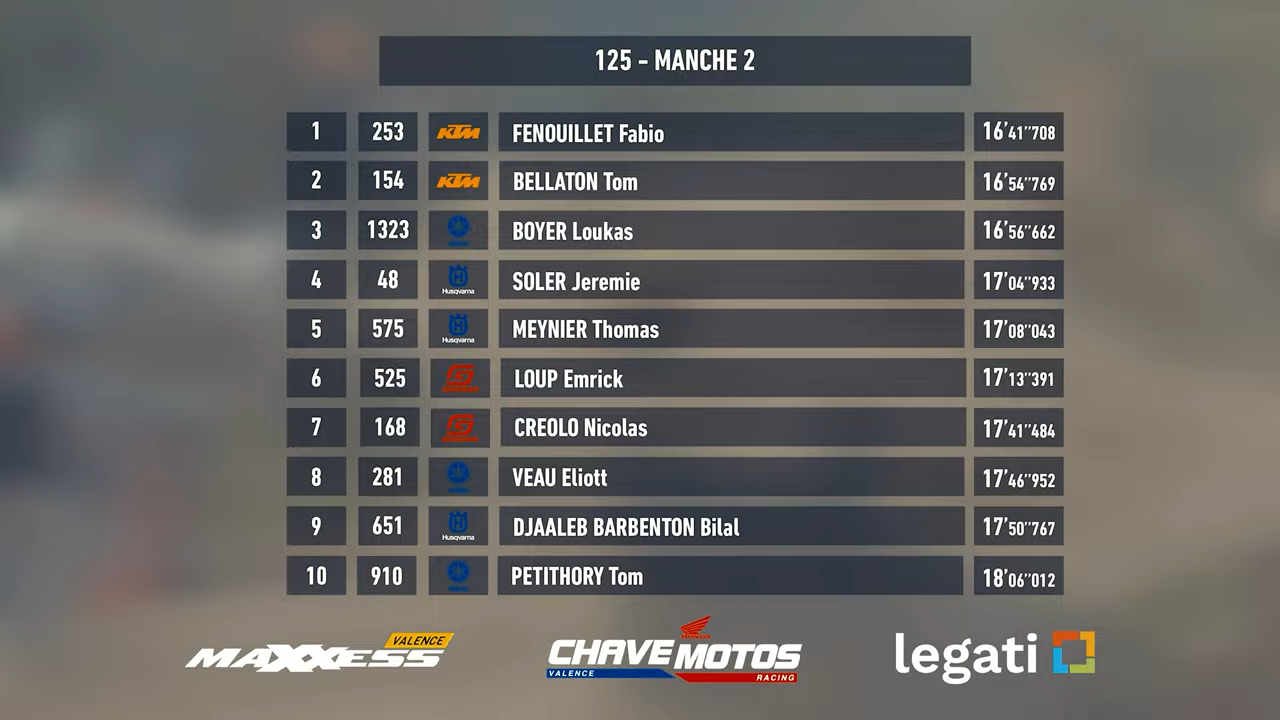 125 - MANCHE 2
1 253 KTM FENOUILLET Fabio 16'41"708
2 154 KTM BELLATON Tom 16'54"769
3 1323 BOYER Loukas 16'56"662
4 48 Husqvarna SOLER Jeremie 17'04"933
5 575 Husqvarna MEYNIER Thomas 17'08"043
6 525 LOUP Emrick 17'13"391
7 168 CREOLO Nicolas 17'41"484
8 281 VEAU Eliott 17'46"952
9 651 Husqvarna DJAALEB BARBENTON Bilal 17'50"767
10 910 PETITHORY Tom 18'06"012
MAXXESS VALENCE
HONDA
CHAVE MOTOS
VALENCE RACING
legati